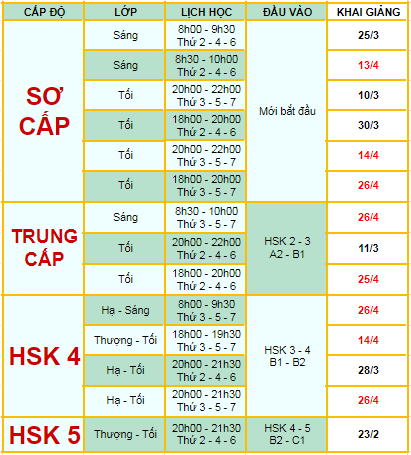 CẤP ĐỘ LỚP LỊCH HỌC ĐẦU VÀO KHAI GIẢNG
SƠ CẤP
Sáng 8h00 - 9h30 Thứ 2 - 4 - 6 25/3
Sáng 8h30 - 10h00 Thứ 2 - 4 - 6 13/4
Tối 20h00 - 22h00 Thứ 3 - 5 - 7 10/3
Mới bắt đầu
Tối 18h00 - 20h00 Thứ 2 - 4 - 6 30/3
Tối 20h00 - 22h00 Thứ 3 - 5 - 7 14/4
Tối 18h00 - 20h00 Thứ 3 - 5 - 7 26/4
TRUNG CẤP
Sáng 8h30 - 10h00 Thứ 3 - 5 - 7 26/4
Tối 20h00 - 22h00 Thứ 2 - 4 - 6 HSK 2 - 3 A2 - B1 11/3
Tối 18h00 - 20h00 Thứ 2 - 4 - 6 25/4
HSK 4
Hạ - Sáng 8h00 - 9h30 Thứ 3 - 5 - 7 26/4
Thượng - Tối 18h00 - 19h30 Thứ 3 - 5 - 7 14/4
HSK 3 - 4 B1 - B2
Hạ - Tối 20h00 - 21h30 Thứ 2 - 4 - 6 28/3
Hạ - Tối 20h00 - 21h30 Thứ 3 - 5 - 7 26/4
HSK 5 Thượng - Tối 20h00 - 21h30 Thứ 2 - 4 - 6 HSK 4 - 5 B2 - C1 23/2